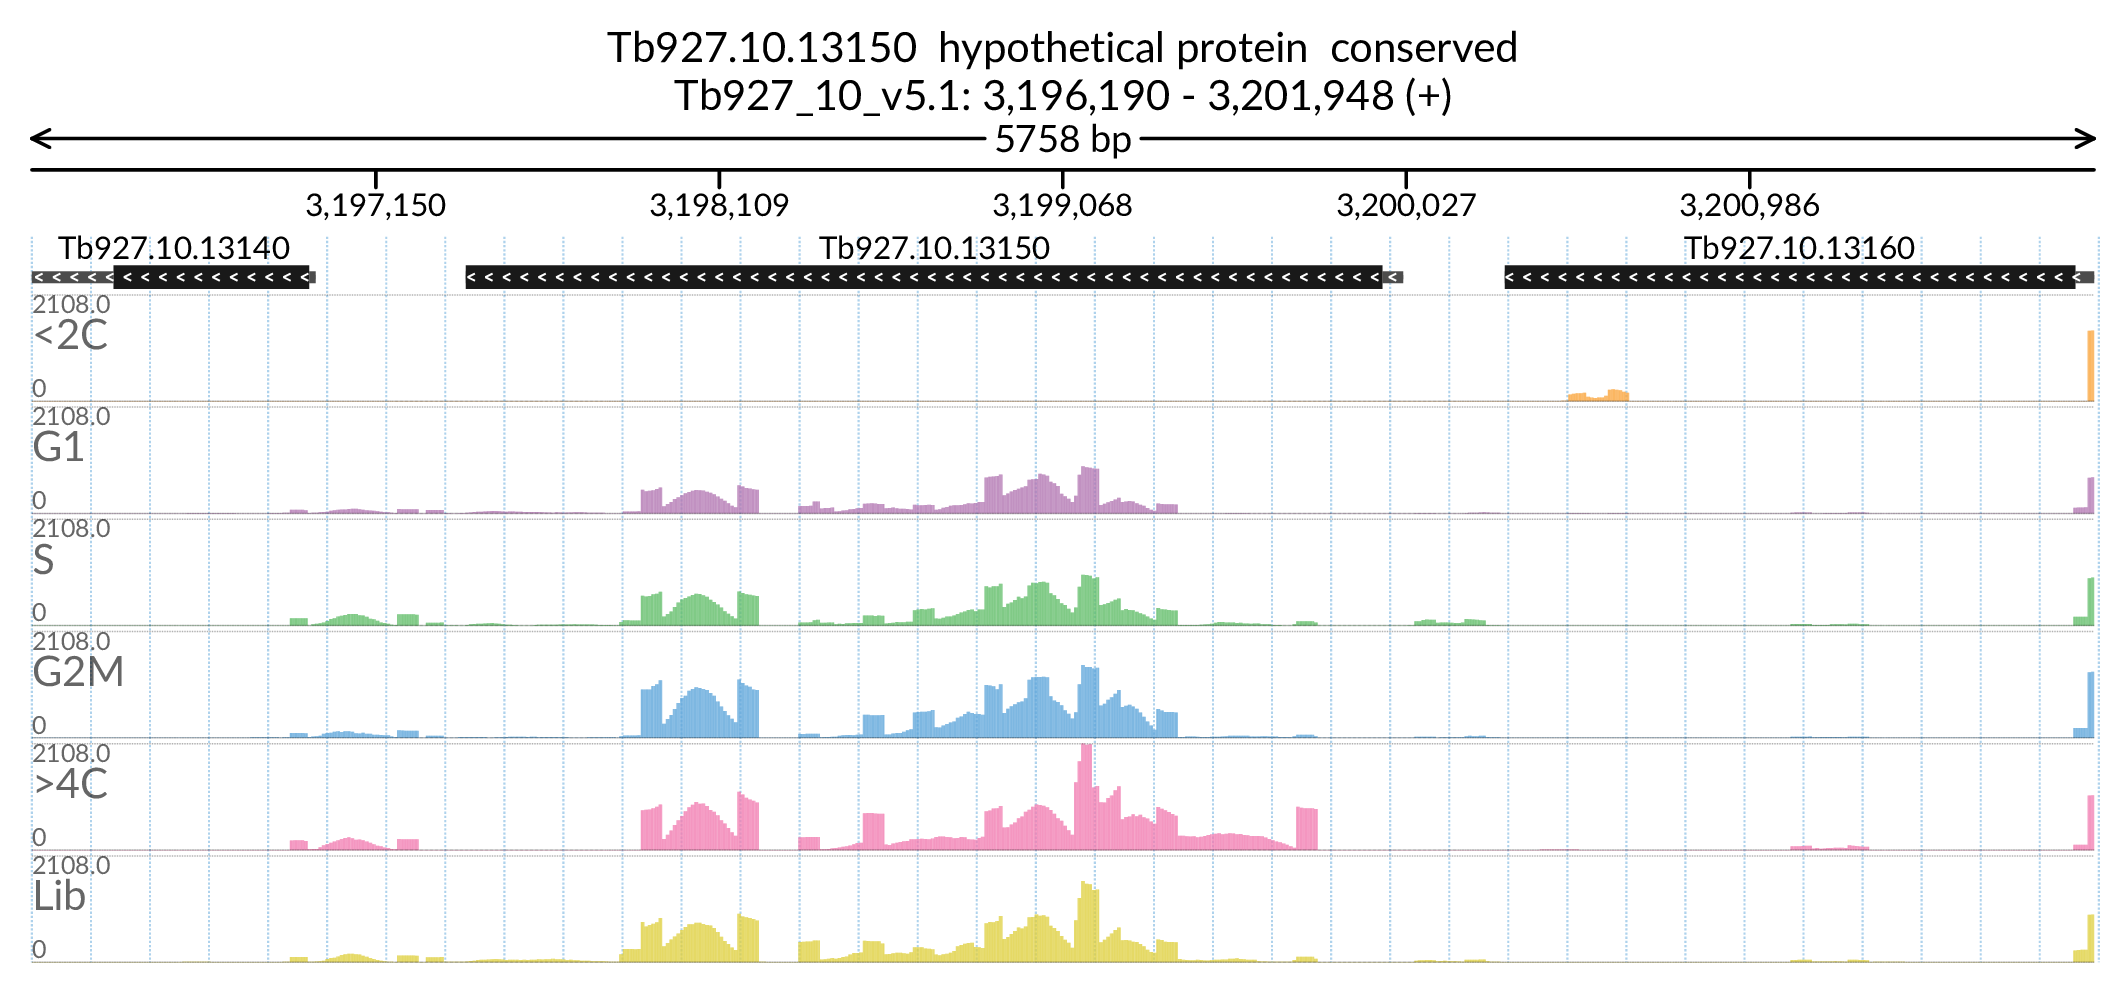 Tb927.10.13150  hypothetical protein  conserved
Tb927_10_v5.1: 3,196,190 - 3,201,948 (+)
5758 bp
3,197,150 3,198,109 3,199,068 3,200,027 3,200,986
Tb927.10.13140 Tb927.10.13150 Tb927.10.13160
2108.0
<2C
0
2108.0
G1
0
2108.0
S
0
2108.0
G2M
0
2108.0
>4C
0
2108.0
Lib
0